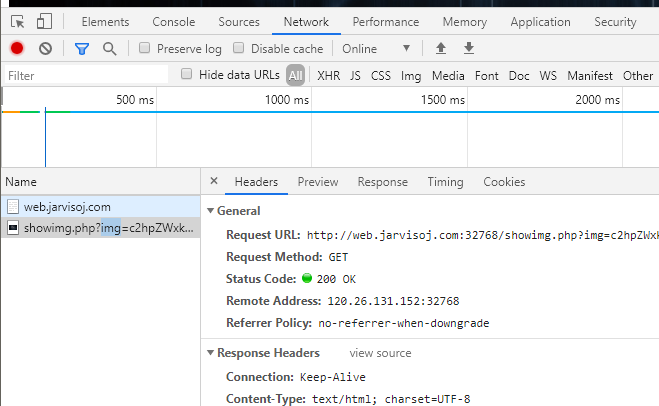 Elements Console Sources Network Performance Memory Application Security
Preserve log Disable cache Online
Filter Hide data URLs All XHR JS CSS Img Media Font Doc WS Manifest Other
500 ms 1000 ms 1500 ms 2000 ms
Name × Headers Preview Response Timing Cookies
web.jarvisoj.com
showimg.php?img=c2hpZWxk...
General
Request URL: http://web.jarvisoj.com:32768/showimg.php?img=c2hpZWxk
Request Method: GET
Status Code: 200 OK
Remote Address: 120.26.131.152:32768
Referrer Policy: no-referrer-when-downgrade
Response Headers view source
Connection: Keep-Alive
Content-Type: text/html; charset=UTF-8